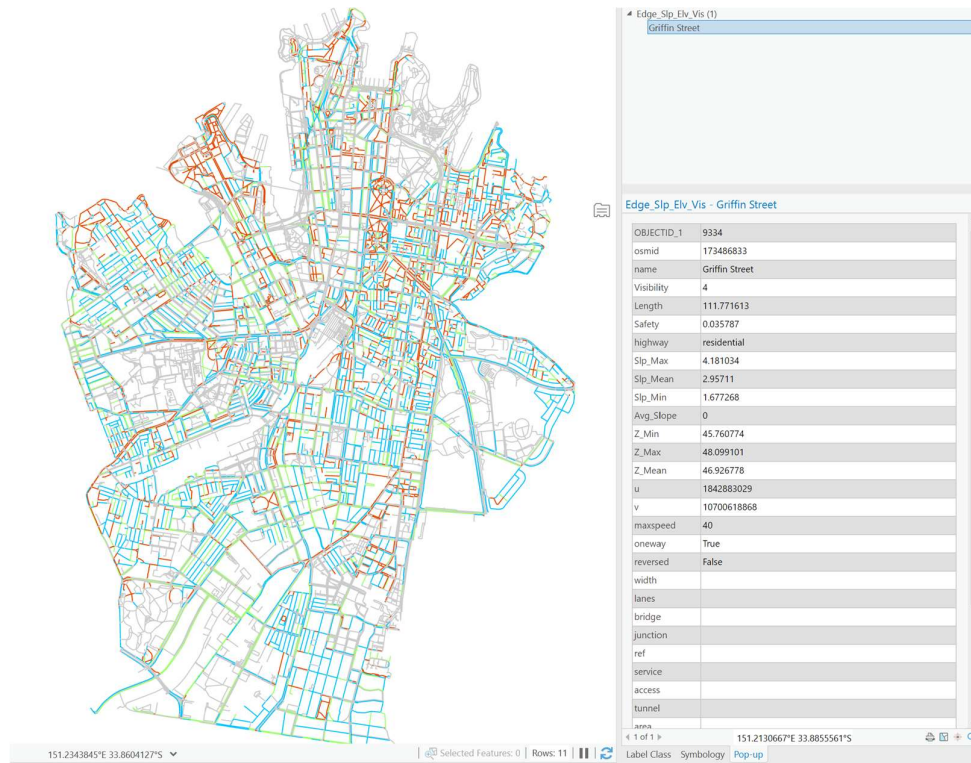 Edge_Slp_Elv_Vis (1)
Griffin Street
Edge_Slp_Elv_Vis - Griffin Street
OBJECTID_1 9334
osmid 173486833
name Griffin Street
Visibility 4
Length 111.771613
Safety 0.035787
highway residential
Slp_Max 4.181034
Slp_Mean 2.95711
Slp_Min 1.677268
Avg_Slope 0
Z_Min 45.760774
Z_Max 48.099101
Z_Mean 46.926778
u 1842883029
v 10700618868
maxspeed 40
oneway True
reversed False
width
lanes
bridge
junction
ref
service
access
tunnel
area
1 of 1 151.2130667°E 33.8855561°S
151.2343845°E 33.8604127°S Selected Features: 0 Rows: 11
Label Class Symbology Pop-up